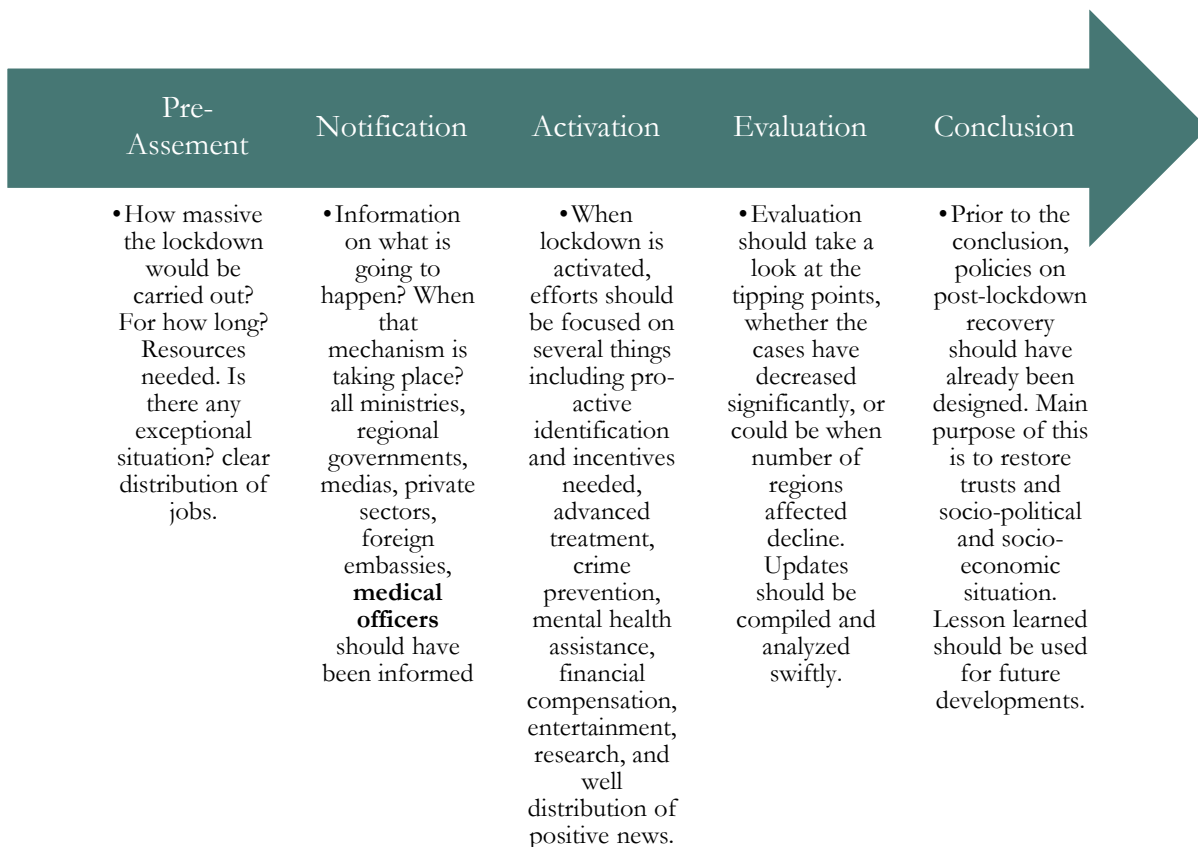 Pre-
Assement
Notification
Activation
Evaluation
Conclusion
•How massive
the lockdown
would be
carried out?
For how long?
Resources
needed. Is
there any
exceptional
situation? clear
distribution of
jobs.
•Information
on what is
going to
happen? When
that
mechanism is
taking place?
all ministries,
regional
governments,
medias, private
sectors,
foreign
embassies,
medical
officers
should have
been informed
•When
lockdown is
activated,
efforts should
be focused on
several things
including pro-
active
identification
and incentives
needed,
advanced
treatment,
crime
prevention,
mental health
assistance,
financial
compensation,
entertainment,
research, and
well
distribution of
positive news.
•Evaluation
should take a
look at the
tipping points,
whether the
cases have
decreased
significantly, or
could be when
number of
regions
affected
decline.
Updates
should be
compiled and
analyzed
swiftly.
•Prior to the
conclusion,
policies on
post-lockdown
recovery
should have
already been
designed. Main
purpose of this
is to restore
trusts and
socio-political
and socio-
economic
situation.
Lesson learned
should be used
for future
developments.